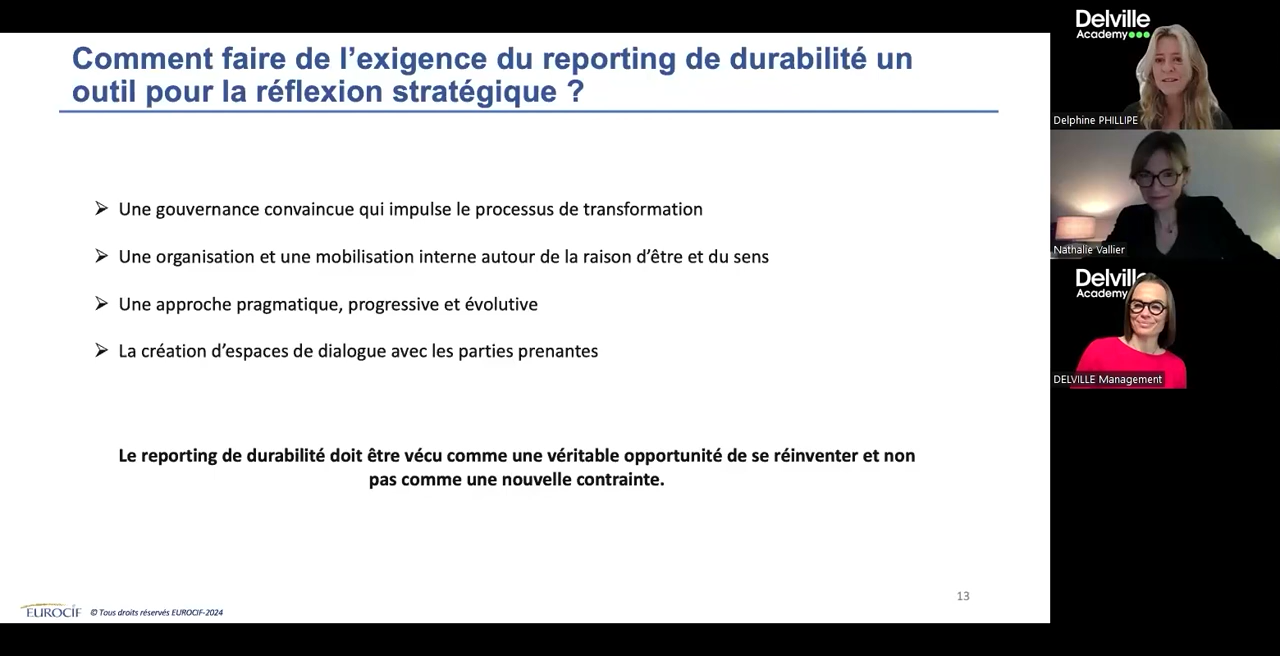 Comment faire de l’exigence du reporting de durabilité un
outil pour la réflexion stratégique ?
➢ Une gouvernance convaincue qui impulse le processus de transformation
➢ Une organisation et une mobilisation interne autour de la raison d’être et du sens
➢ Une approche pragmatique, progressive et évolutive
➢ La création d’espaces de dialogue avec les parties prenantes
Le reporting de durabilité doit être vécu comme une véritable opportunité de se réinventer et non
pas comme une nouvelle contrainte.
EUROCIF © Tous droits réservés EUROCIF-2024
13
Delville
Academy
Delphine PHILLIPE
Nathalie Vallier
Delville
Academy
DELVILLE Management